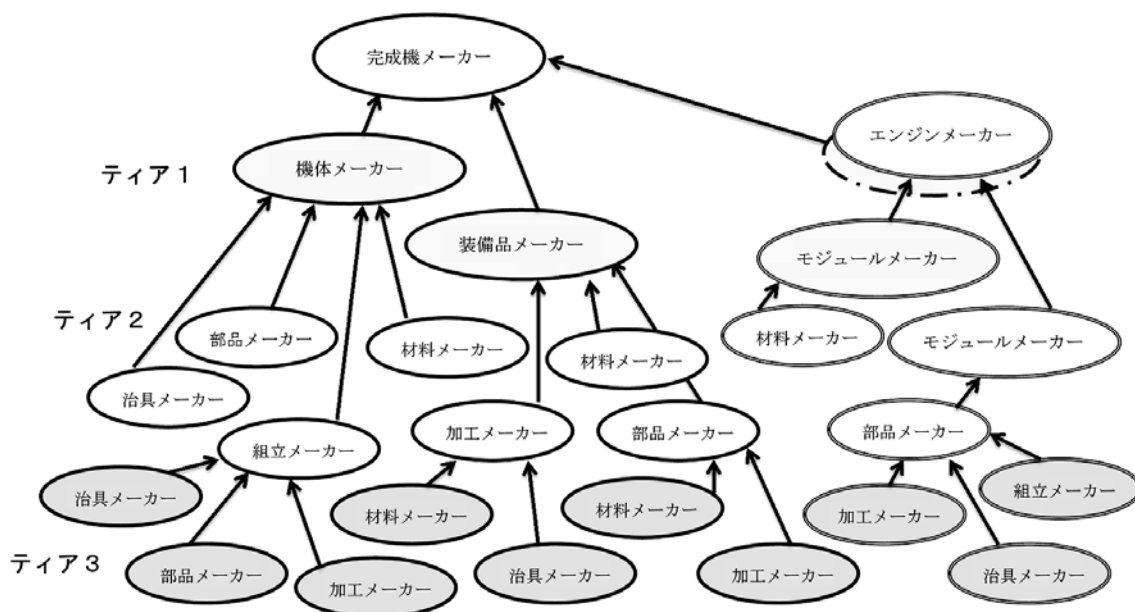 完成機メーカー
エンジンメーカー
ティア1
機体メーカー
装備品メーカー
モジュールメーカー
ティア2
部品メーカー
材料メーカー
材料メーカー
材料メーカー
モジュールメーカー
治具メーカー
組立メーカー
加工メーカー
部品メーカー
部品メーカー
治具メーカー
材料メーカー
材料メーカー
加工メーカー
組立メーカー
ティア3
部品メーカー
加工メーカー
治具メーカー
加工メーカー
治具メーカー